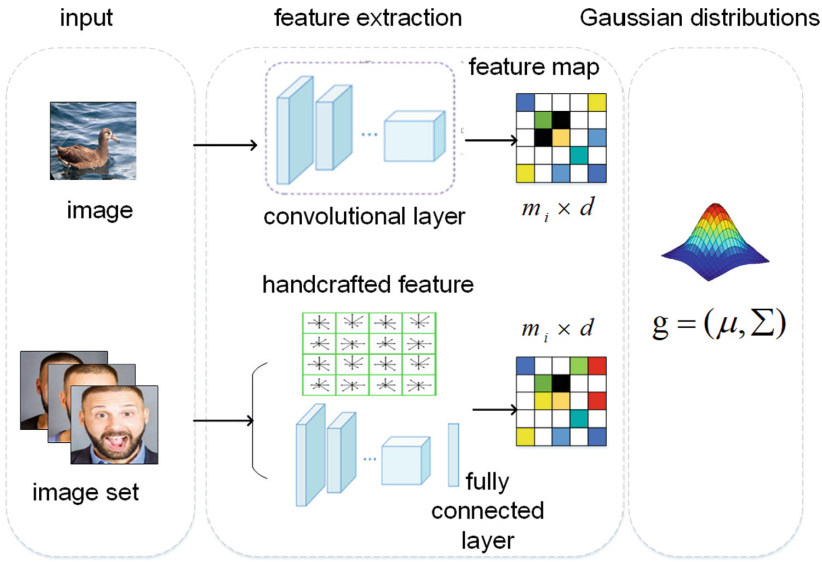 input
feature extraction
Gaussian distributions
feature map
image
convolutional layer
m_i × d
handcrafted feature
m_i × d
g = (μ, Σ)
image set
fully
connected
layer